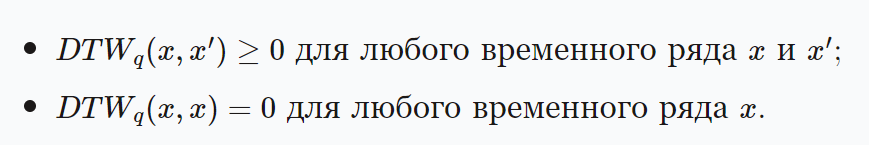 • DTW_q(x, x′) ≥ 0 для любого временного ряда x и x′;
• DTW_q(x, x) = 0 для любого временного ряда x.